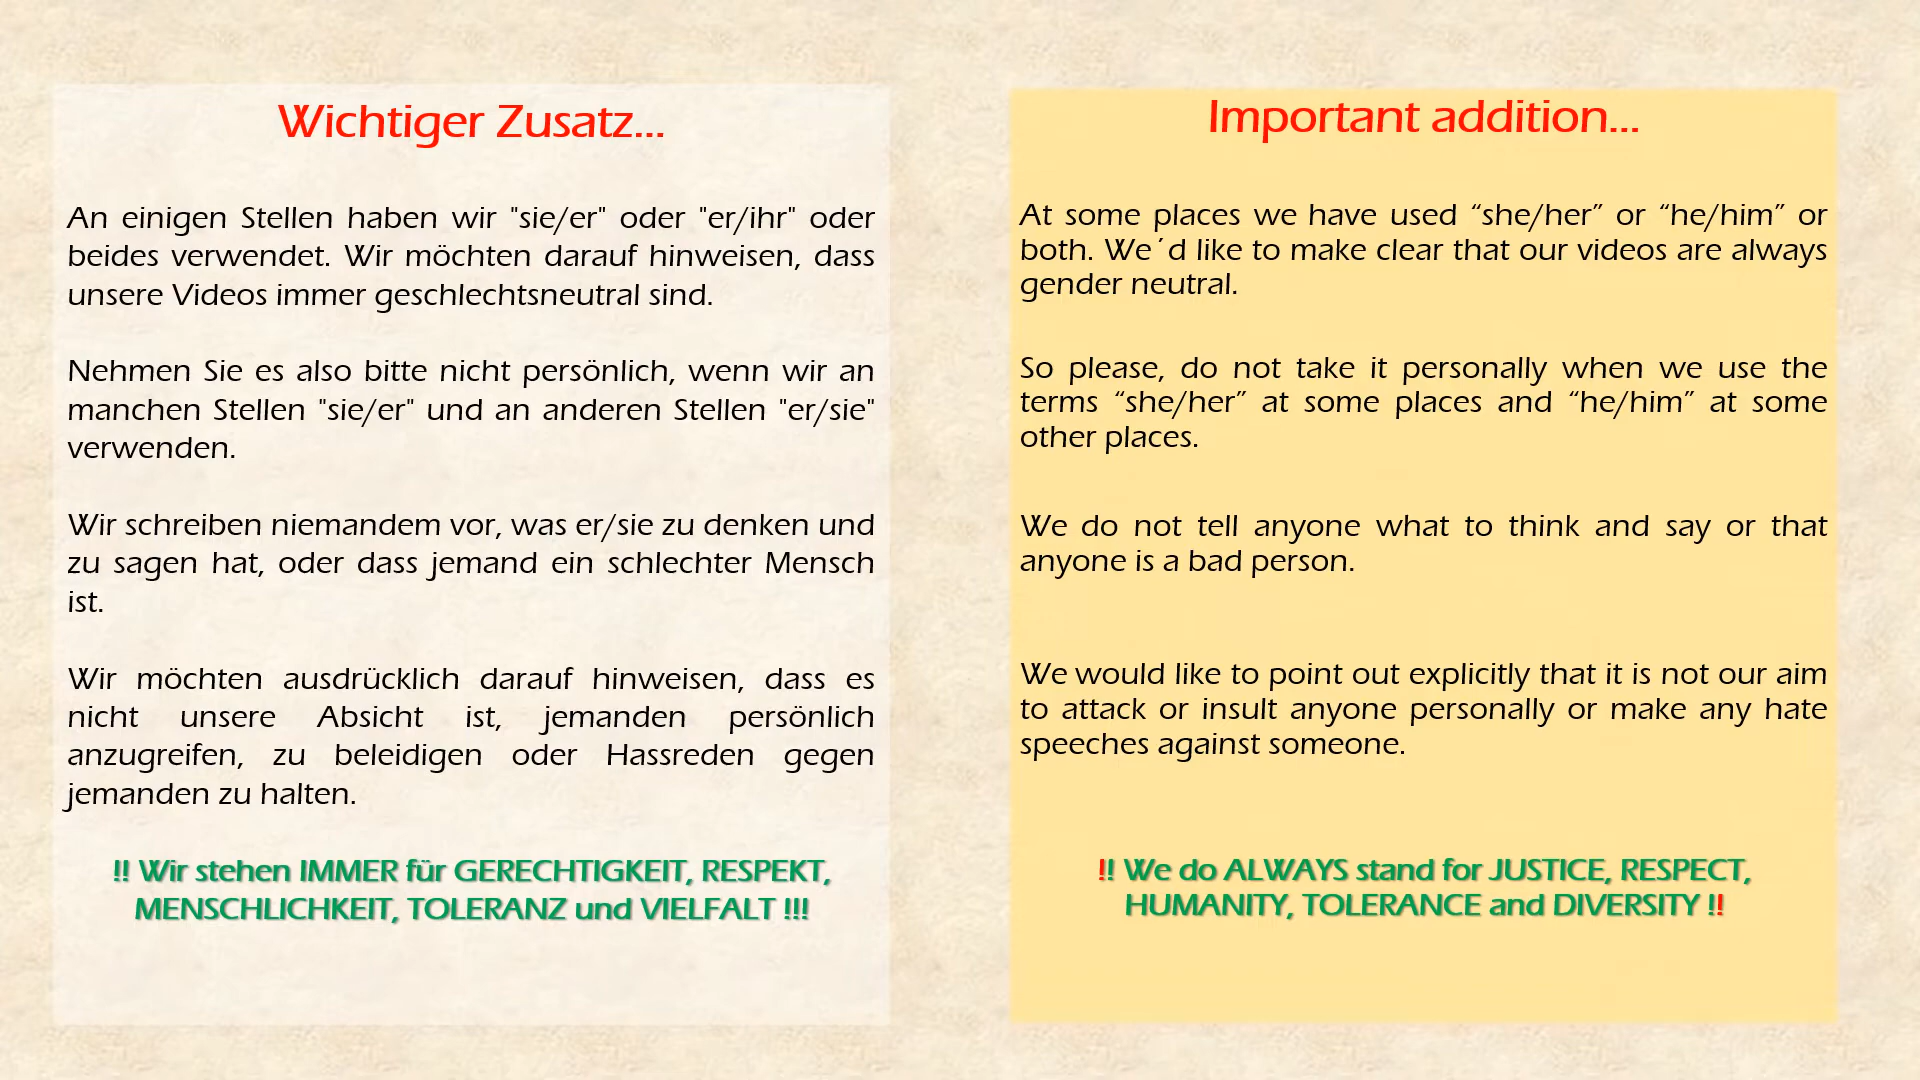 Wichtiger Zusatz...
An einigen Stellen haben wir "sie/er" oder "er/ihr" oder
beides verwendet. Wir möchten darauf hinweisen, dass
unsere Videos immer geschlechtsneutral sind.
Nehmen Sie es also bitte nicht persönlich, wenn wir an
manchen Stellen "sie/er" und an anderen Stellen "er/sie"
verwenden.
Wir schreiben niemandem vor, was er/sie zu denken und
zu sagen hat, oder dass jemand ein schlechter Mensch
ist.
Wir möchten ausdrücklich darauf hinweisen, dass es
nicht unsere Absicht ist, jemanden persönlich
anzugreifen, zu beleidigen oder Hassreden gegen
jemanden zu halten.
!! Wir stehen IMMER für GERECHTIGKEIT, RESPEKT,
MENSCHLICHKEIT, TOLERANZ und VIELFALT !!!
Important addition...
At some places we have used “she/her” or “he/him” or
both. We´d like to make clear that our videos are always
gender neutral.
So please, do not take it personally when we use the
terms “she/her” at some places and “he/him” at some
other places.
We do not tell anyone what to think and say or that
anyone is a bad person.
We would like to point out explicitly that it is not our aim
to attack or insult anyone personally or make any hate
speeches against someone.
!! We do ALWAYS stand for JUSTICE, RESPECT,
HUMANITY, TOLERANCE and DIVERSITY !!